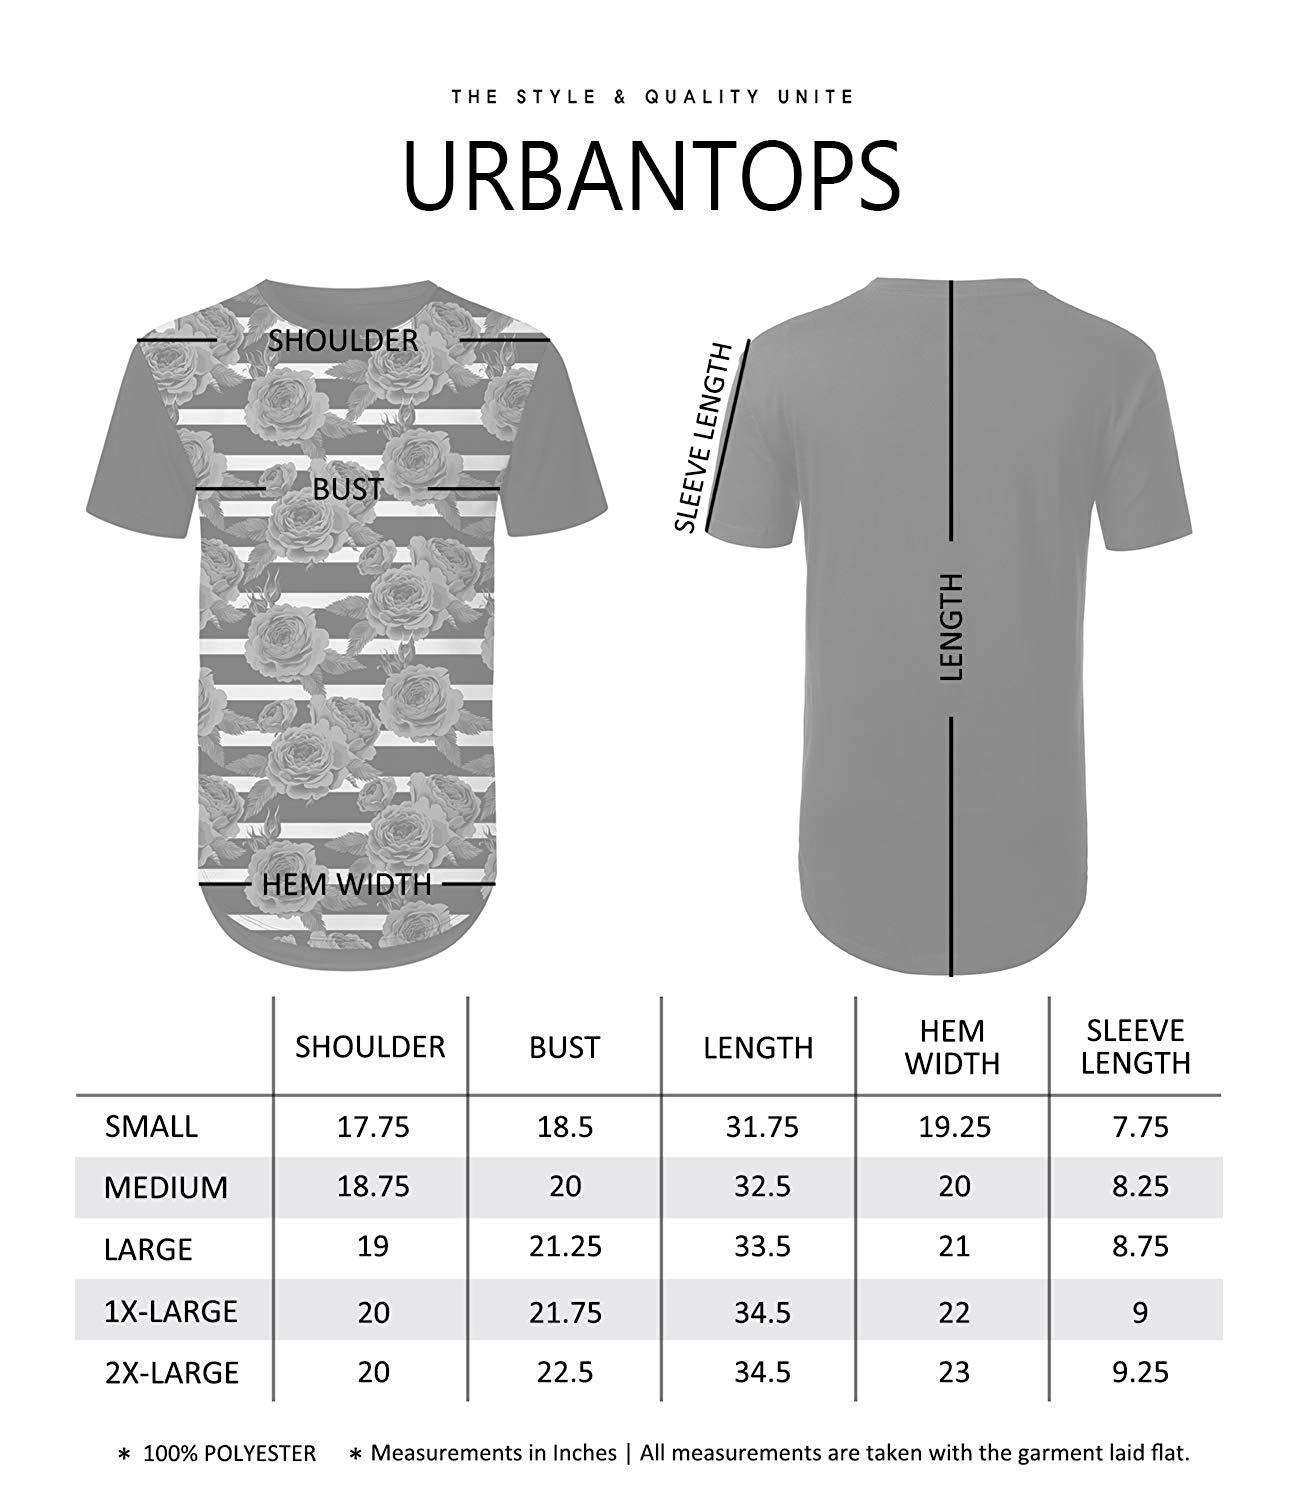 THE STYLE & QUALITY UNITE
URBANTOPS
SHOULDER
BUST
HEM WIDTH
SLEEVE LENGTH
LENGTH
SHOULDER BUST LENGTH HEM WIDTH SLEEVE LENGTH
SMALL 17.75 18.5 31.75 19.25 7.75
MEDIUM 18.75 20 32.5 20 8.25
LARGE 19 21.25 33.5 21 8.75
1X-LARGE 20 21.75 34.5 22 9
2X-LARGE 20 22.5 34.5 23 9.25
* 100% POLYESTER * Measurements in Inches | All measurements are taken with the garment laid flat.